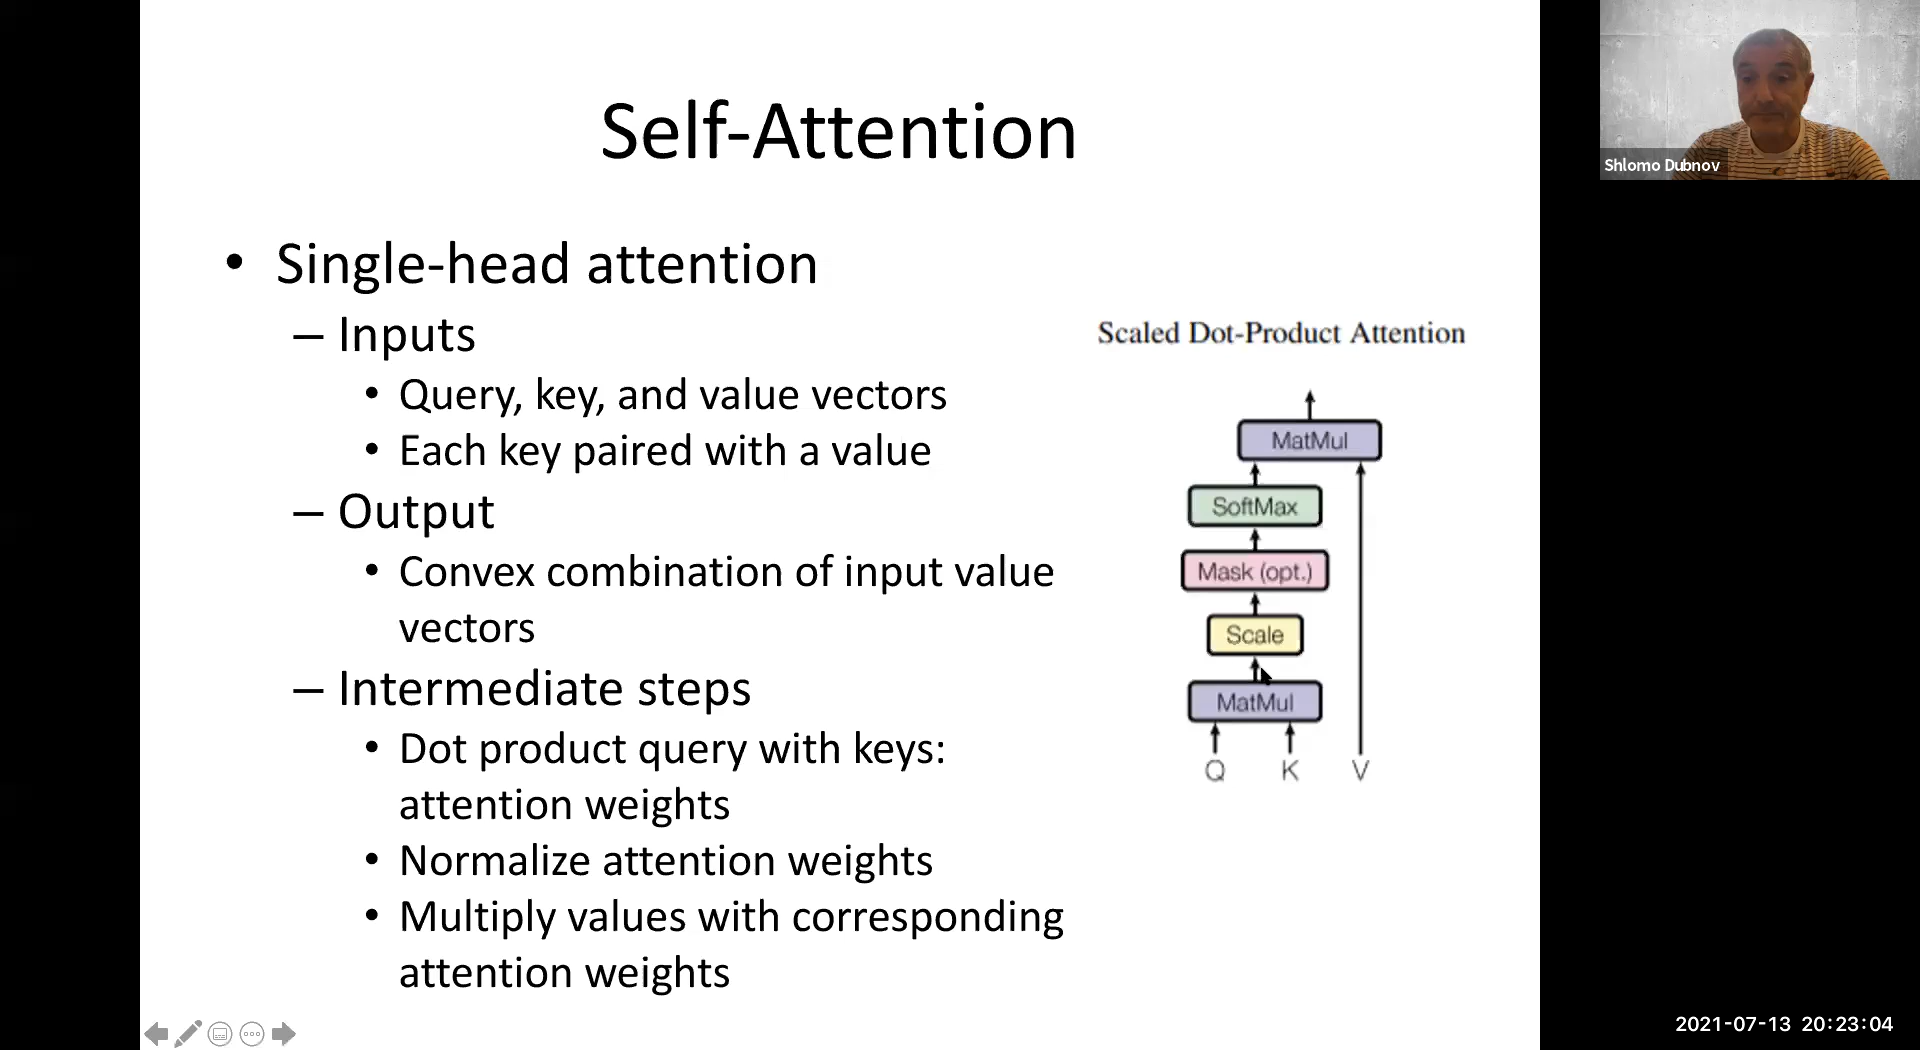 Self-Attention
• Single-head attention
– Inputs
• Query, key, and value vectors
• Each key paired with a value
– Output
• Convex combination of input value
vectors
– Intermediate steps
• Dot product query with keys:
attention weights
• Normalize attention weights
• Multiply values with corresponding
attention weights
Scaled Dot-Product Attention
MatMul
SoftMax
Mask (opt.)
Scale
MatMul
Q K V
Shlomo Dubnov
2021-07-13 20:23:04